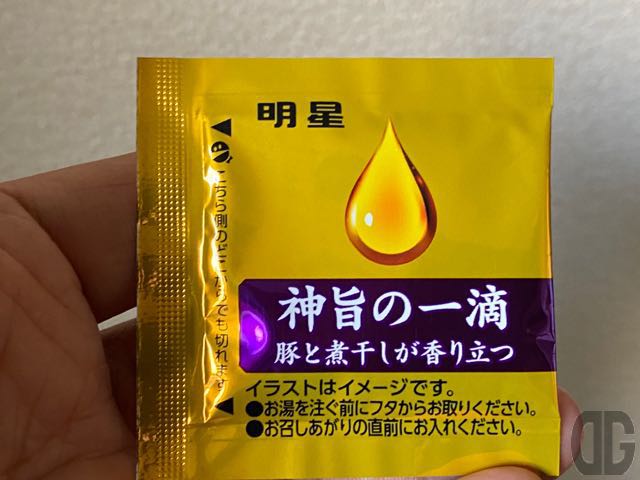 明星
こちら側のどこからでも切れます
神旨の一滴
豚と煮干しが香り立つ
イラストはイメージです。
●お湯を注ぐ前にフタからお取りください。
●お召しあがりの直前にお入れください。
DG